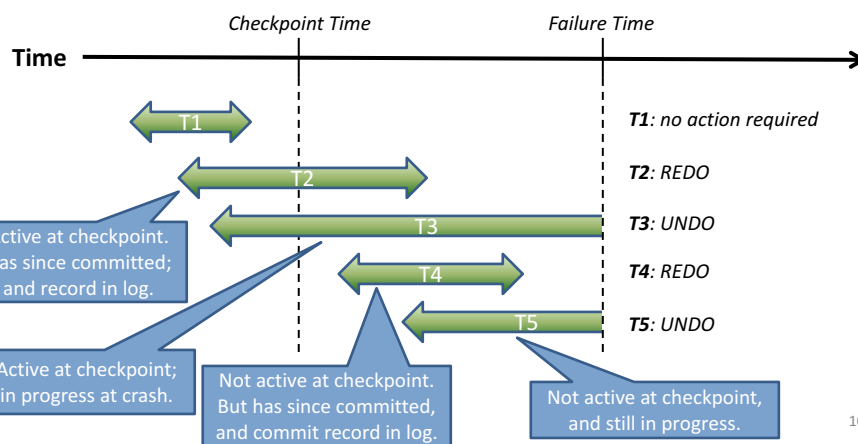 Checkpoint Time
Failure Time
Time
T1
T1: no action required
T2
T2: REDO
T3
T3: UNDO
T4
T4: REDO
T5
T5: UNDO
ctive at checkpoint.
as since committed;
and record in log.
Active at checkpoint;
in progress at crash.
Not active at checkpoint.
But has since committed,
and commit record in log.
Not active at checkpoint,
and still in progress.